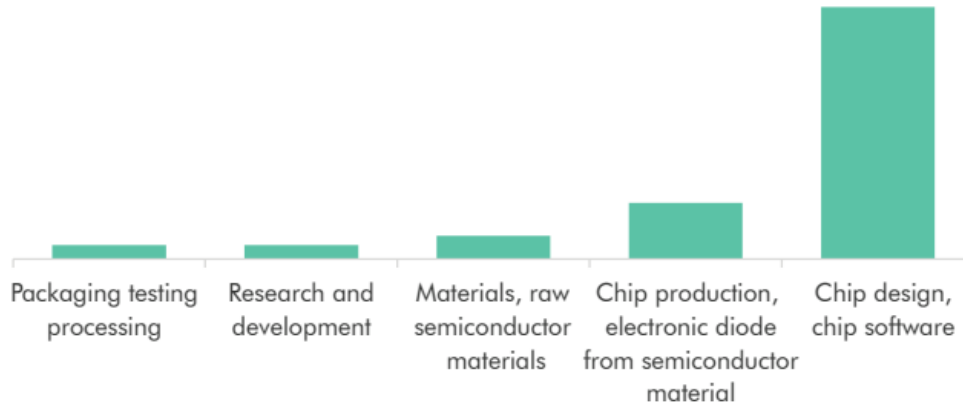 Packaging testing
processing
Research and
development
Materials, raw
semiconductor
materials
Chip production,
electronic diode
from semiconductor
material
Chip design,
chip software